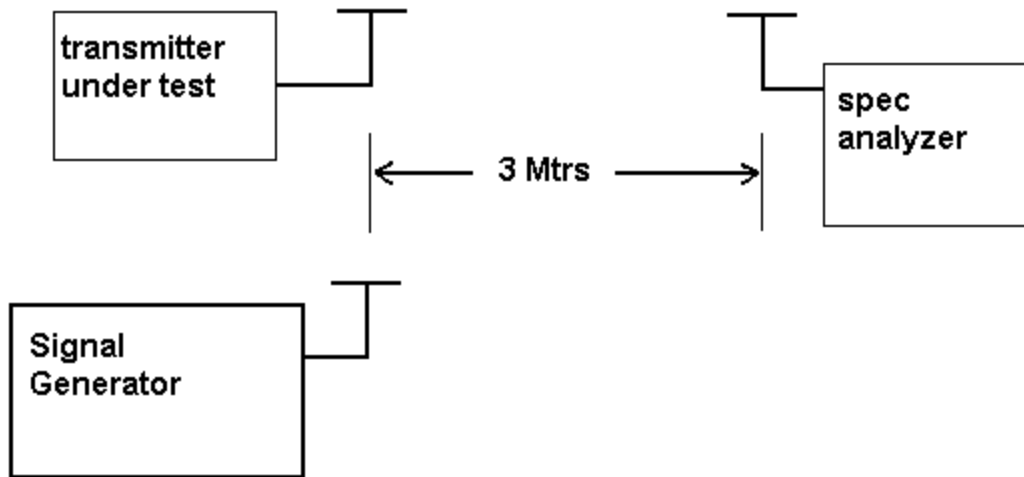 transmitter
under test
spec
analyzer
3 Mtrs
Signal
Generator